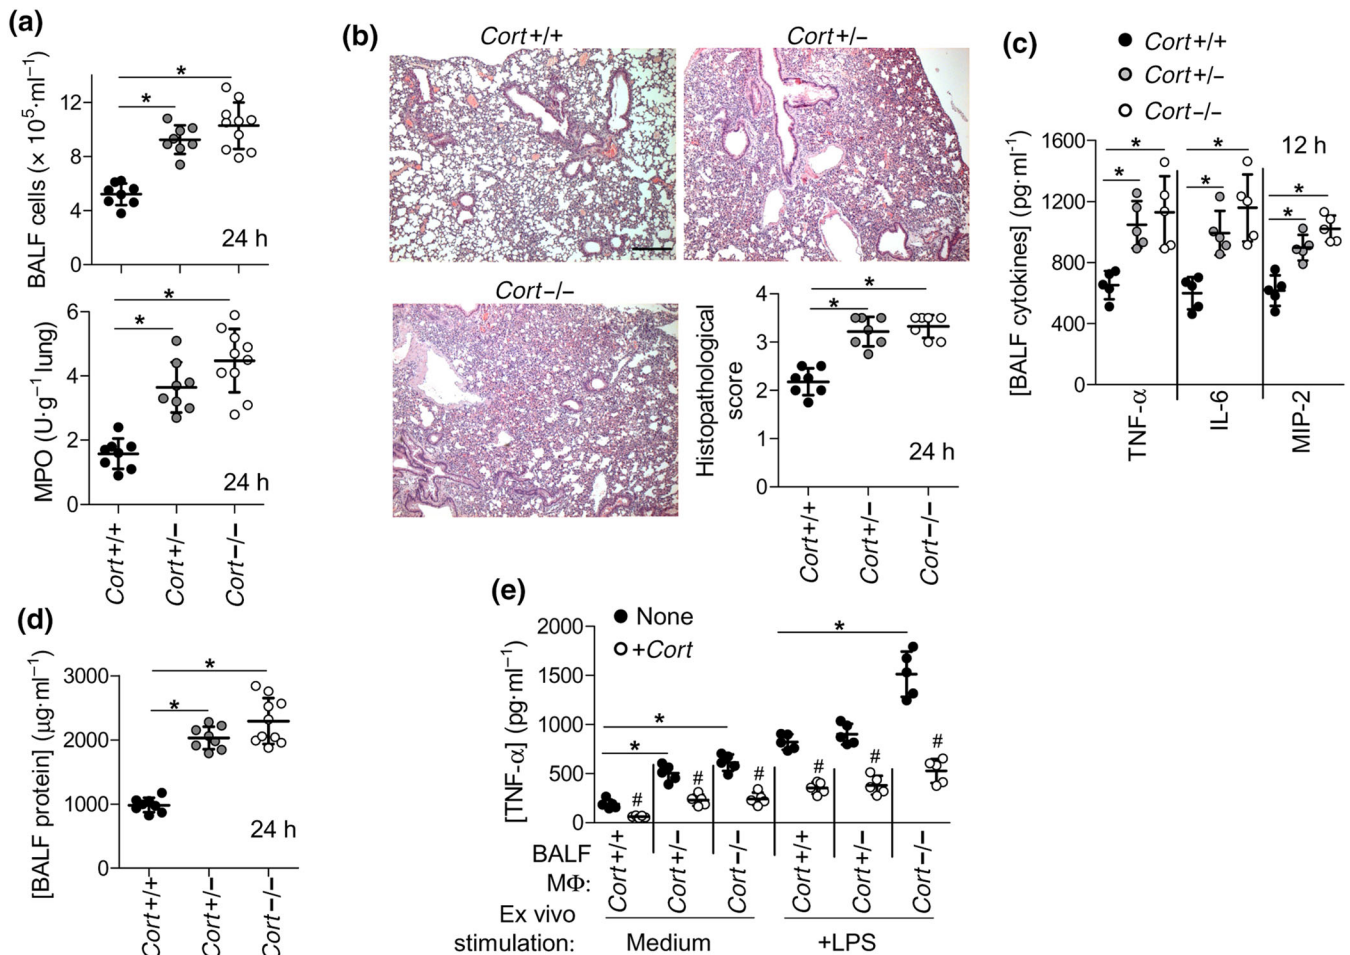 (a)
BALF cells (× 10⁵·ml⁻¹)
12
8
4
0
*
*
24 h
MPO (U·g⁻¹ lung)
6
4
2
0
*
*
24 h
Cort+/+
Cort+/−
Cort−/−
(b)
Cort+/+
Cort+/−
Cort−/−
Histopathological
score
4
3
2
1
0
*
*
24 h
Cort+/+
Cort+/−
Cort−/−
(c)
Cort+/+
Cort+/−
Cort−/−
[BALF cytokines] (pg·ml⁻¹)
1600
1200
800
400
0
12 h
*
*
*
*
*
*
TNF-α
IL-6
MIP-2
(d)
[BALF protein] (µg·ml⁻¹)
3000
2000
1000
0
*
*
24 h
Cort+/+
Cort+/−
Cort−/−
(e)
None
+Cort
[TNF-α] (pg·ml⁻¹)
2000
1500
1000
500
0
*
*
*
# # # # # #
BALF
MΦ:
Cort+/+
Cort+/−
Cort−/−
Cort+/+
Cort+/−
Cort−/−
Ex vivo
stimulation:
Medium
+LPS